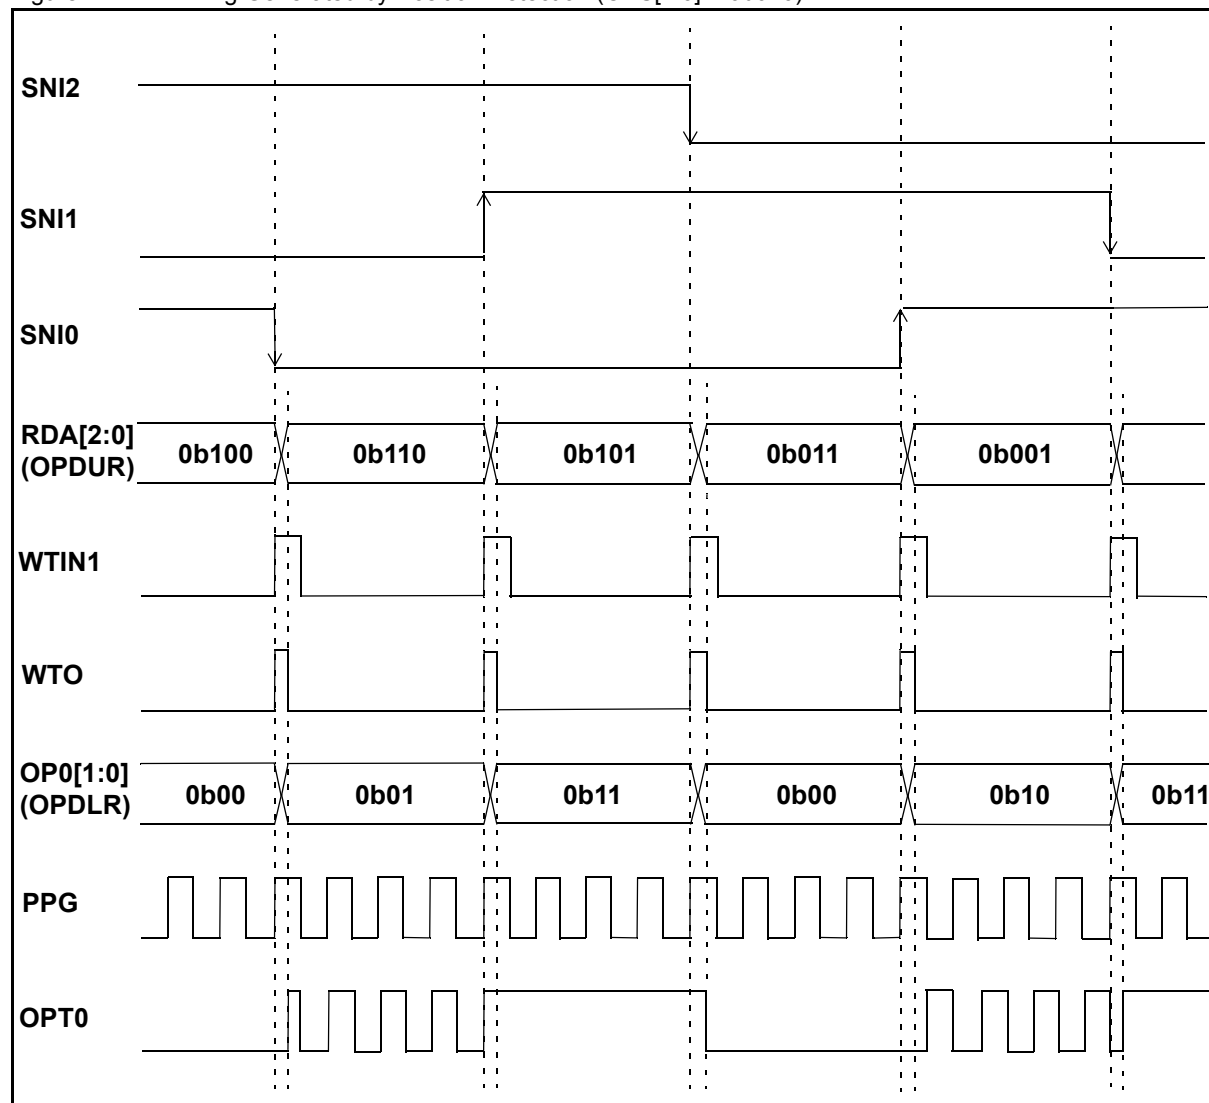 SNI2
SNI1
SNI0
RDA[2:0]
(OPDUR)
0b100 0b110 0b101 0b011 0b001
WTIN1
WTO
OP0[1:0]
(OPDLR)
0b00 0b01 0b11 0b00 0b10 0b11
PPG
OPT0